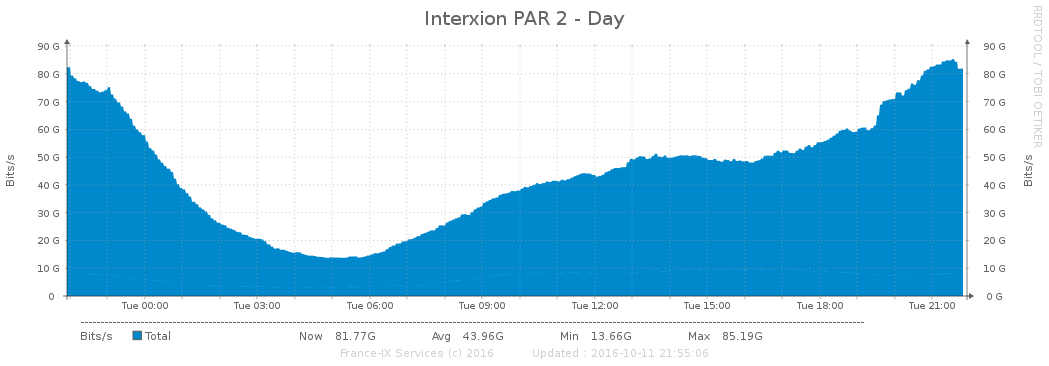 Interxion PAR 2 - Day
RRDTOOL / TOBI OETIKER
90 G 90 G
80 G 80 G
70 G 70 G
60 G 60 G
50 G 50 G
40 G 40 G
30 G 30 G
20 G 20 G
10 G 10 G
0 0 G
Bits/s
Bits/s
Tue 00:00 Tue 03:00 Tue 06:00 Tue 09:00 Tue 12:00 Tue 15:00 Tue 18:00 Tue 21:00
Bits/s Total Now 81.77G Avg 43.96G Min 13.66G Max 85.19G
France-IX Services (c) 2016 Updated : 2016-10-11 21:55:06